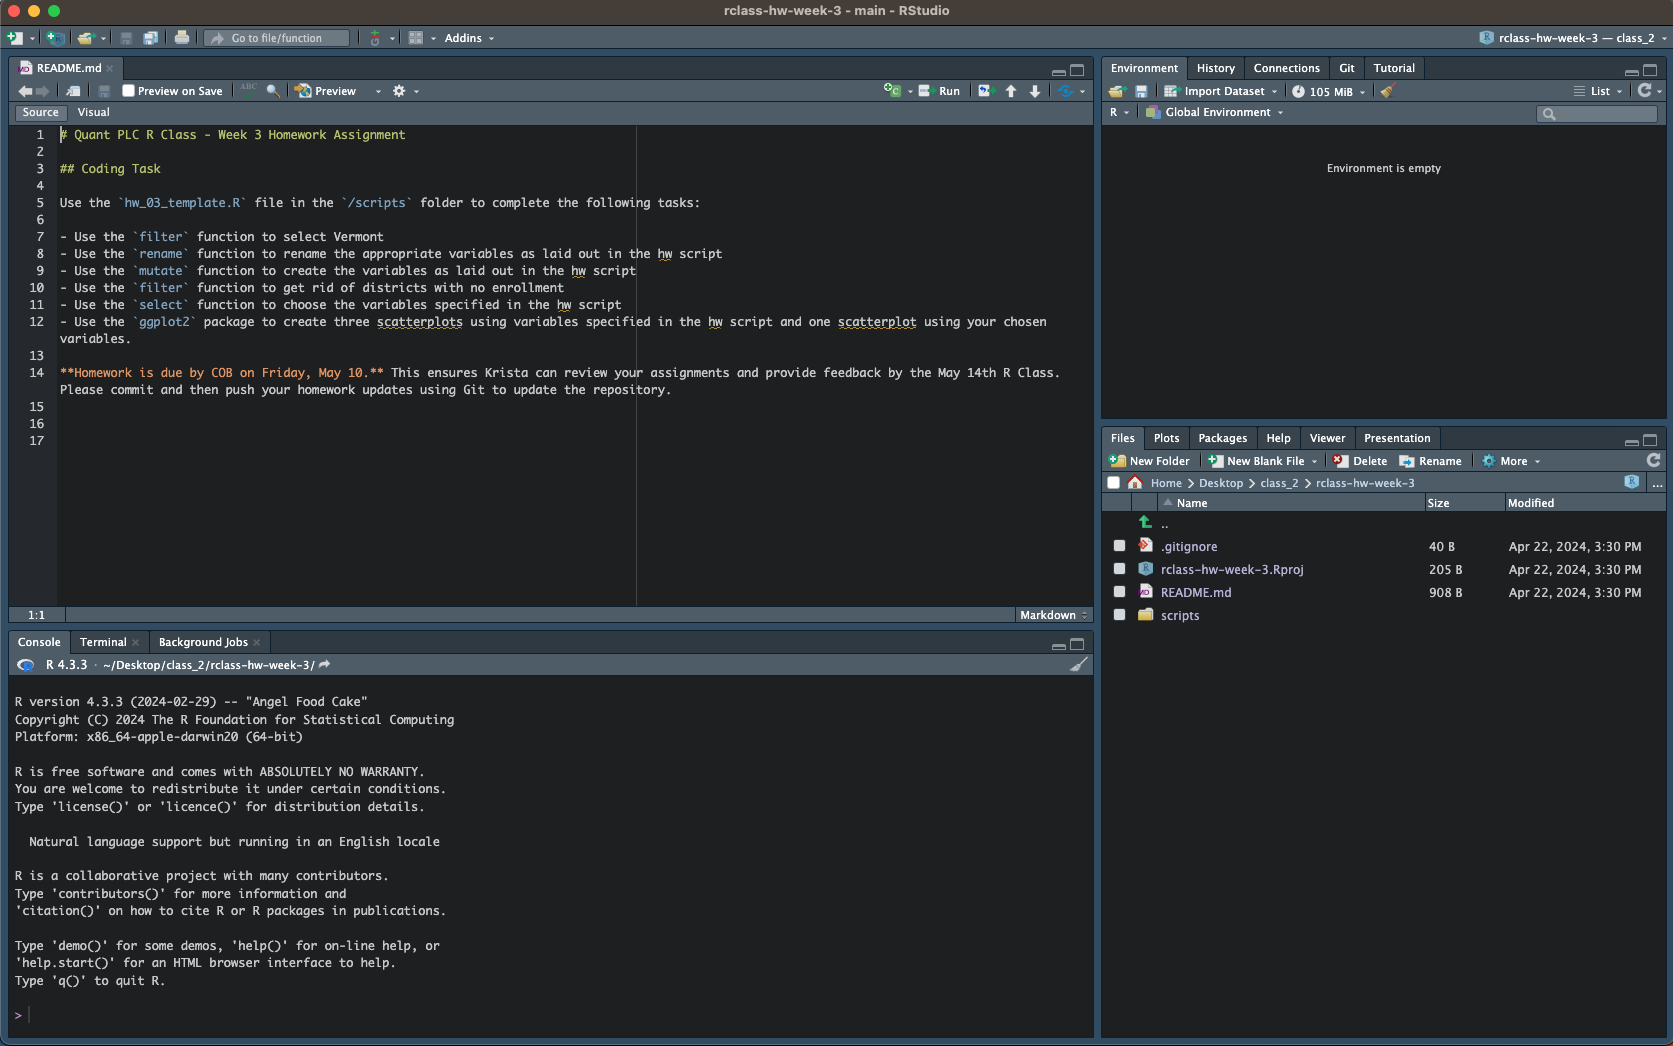 rclass-hw-week-3 - main - RStudio
Go to file/function
Addins
rclass-hw-week-3 — class_2
README.md
Preview on Save
ABC
Preview
Run
Source
Visual
1 # Quant PLC R Class - Week 3 Homework Assignment
2
3 ## Coding Task
4
5 Use the `hw_03_template.R` file in the `/scripts` folder to complete the following tasks:
6
7 - Use the `filter` function to select Vermont
8 - Use the `rename` function to rename the appropriate variables as laid out in the hw script
9 - Use the `mutate` function to create the variables as laid out in the hw script
10 - Use the `filter` function to get rid of districts with no enrollment
11 - Use the `select` function to choose the variables specified in the hw script
12 - Use the `ggplot2` package to create three scatterplots using variables specified in the hw script and one scatterplot using your chosen
variables.
13
14 **Homework is due by COB on Friday, May 10.** This ensures Krista can review your assignments and provide feedback by the May 14th R Class.
Please commit and then push your homework updates using Git to update the repository.
15
16
17
1:1
Markdown
Console
Terminal
Background Jobs
R 4.3.3 · ~/Desktop/class_2/rclass-hw-week-3/
R version 4.3.3 (2024-02-29) -- "Angel Food Cake"
Copyright (C) 2024 The R Foundation for Statistical Computing
Platform: x86_64-apple-darwin20 (64-bit)
R is free software and comes with ABSOLUTELY NO WARRANTY.
You are welcome to redistribute it under certain conditions.
Type 'license()' or 'licence()' for distribution details.
Natural language support but running in an English locale
R is a collaborative project with many contributors.
Type 'contributors()' for more information and
'citation()' on how to cite R or R packages in publications.
Type 'demo()' for some demos, 'help()' for on-line help, or
'help.start()' for an HTML browser interface to help.
Type 'q()' to quit R.
>
Environment
History
Connections
Git
Tutorial
Import Dataset
105 MiB
List
R
Global Environment
Environment is empty
Files
Plots
Packages
Help
Viewer
Presentation
New Folder
New Blank File
Delete
Rename
More
Home > Desktop > class_2 > rclass-hw-week-3
...
Name Size Modified
..
.gitignore 40 B Apr 22, 2024, 3:30 PM
rclass-hw-week-3.Rproj 205 B Apr 22, 2024, 3:30 PM
README.md 908 B Apr 22, 2024, 3:30 PM
scripts